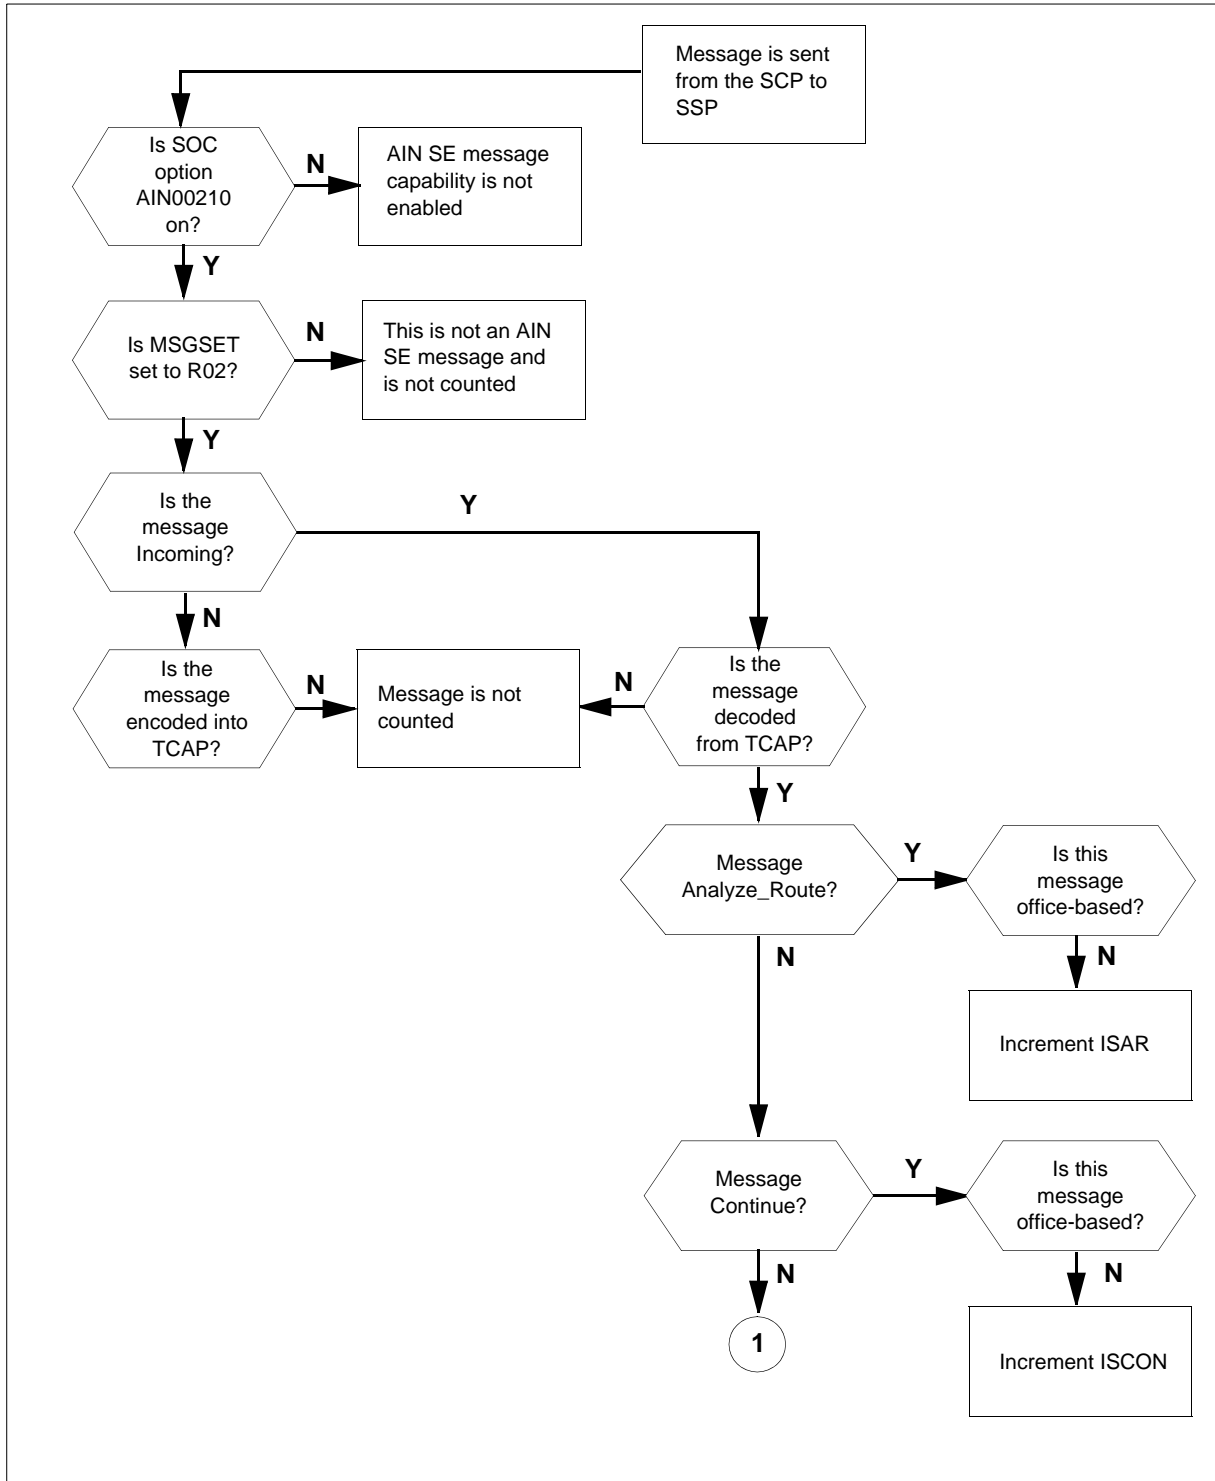 Message is sent
from the SCP to
SSP
Is SOC
option
AIN00210
on?
N
AIN SE message
capability is not
enabled
Y
Is MSGSET
set to R02?
N
This is not an AIN
SE message and
is not counted
Y
Is the
message
Incoming?
Y
N
Is the
message
encoded into
TCAP?
N
Message is not
counted
N
Is the
message
decoded
from TCAP?
Y
Message
Analyze_Route?
Y
Is this
message
office-based?
N
N
Increment ISAR
Message
Continue?
Y
Is this
message
office-based?
N
N
1
Increment ISCON